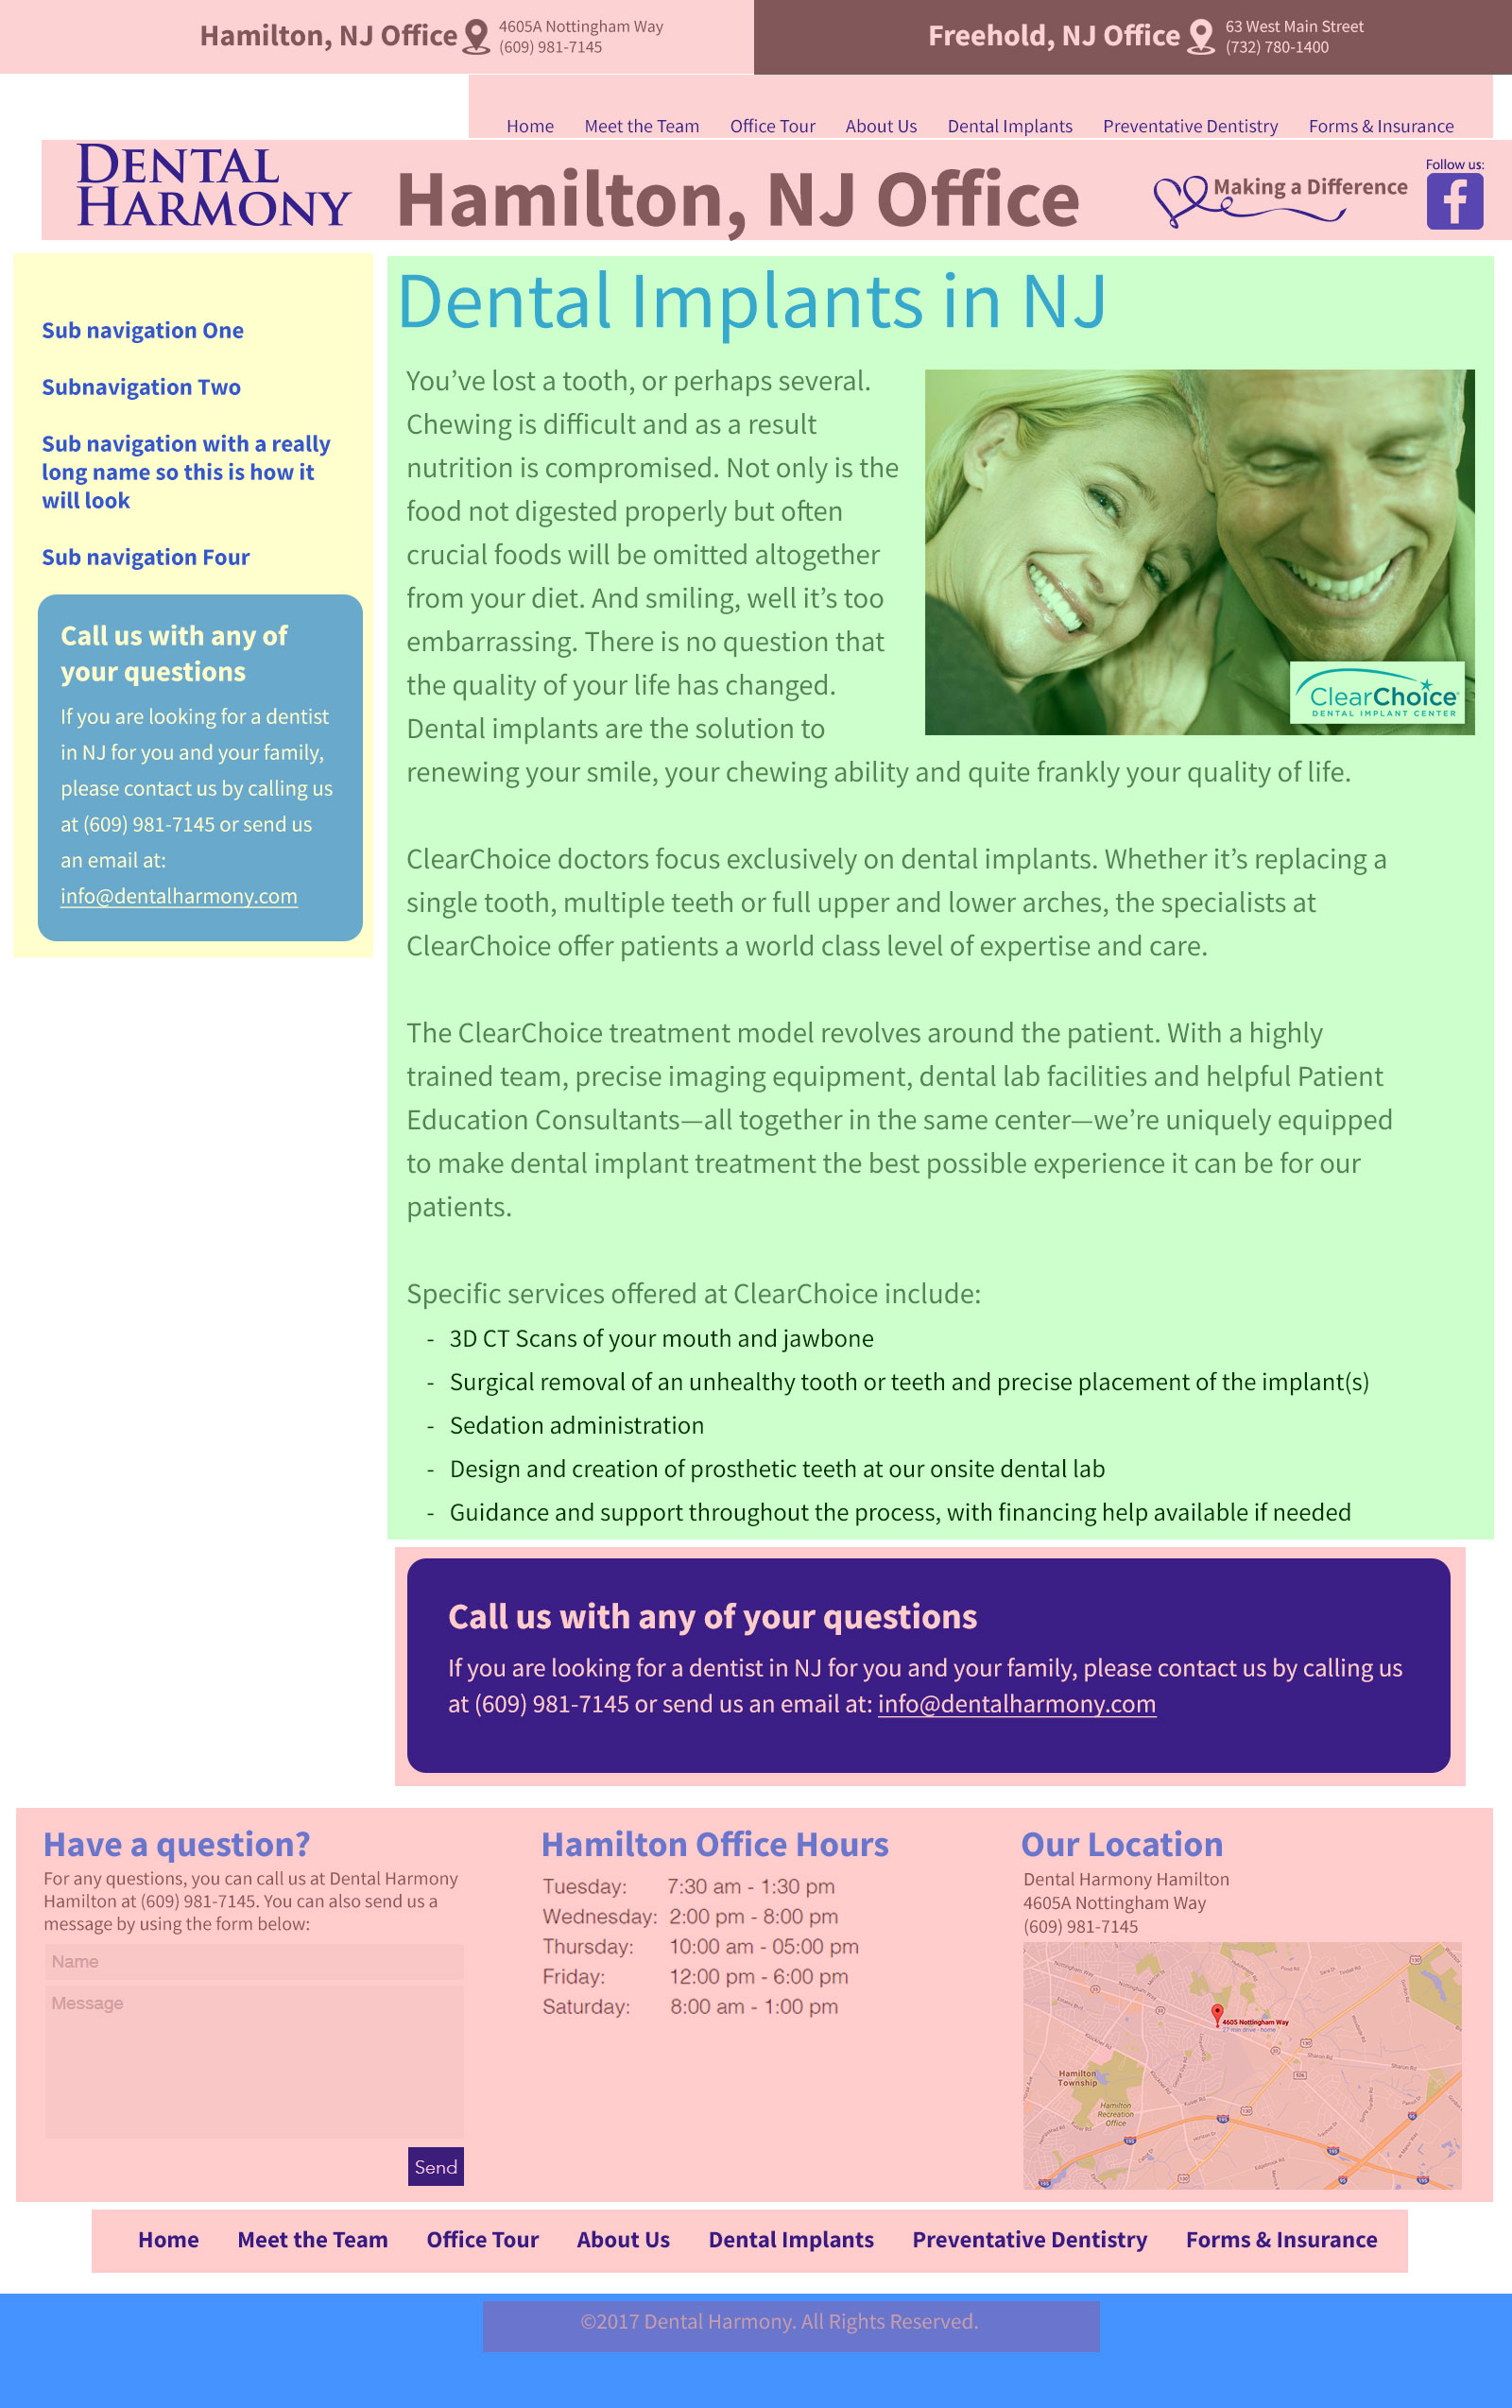 Hamilton, NJ Office
4605A Nottingham Way
(609) 981-7145
Freehold, NJ Office
63 West Main Street
(732) 780-1400
Home Meet the Team Office Tour About Us Dental Implants Preventative Dentistry Forms & Insurance
DENTAL
HARMONY
Hamilton, NJ Office
Making a Difference
Follow us:
Sub navigation One
Subnavigation Two
Sub navigation with a really
long name so this is how it
will look
Sub navigation Four
Call us with any of
your questions
If you are looking for a dentist
in NJ for you and your family,
please contact us by calling us
at (609) 981-7145 or send us
an email at:
info@dentalharmony.com
Dental Implants in NJ
You’ve lost a tooth, or perhaps several.
Chewing is difficult and as a result
nutrition is compromised. Not only is the
food not digested properly but often
crucial foods will be omitted altogether
from your diet. And smiling, well it’s too
embarrassing. There is no question that
the quality of your life has changed.
Dental implants are the solution to
renewing your smile, your chewing ability and quite frankly your quality of life.
ClearChoice
DENTAL IMPLANT CENTER
ClearChoice doctors focus exclusively on dental implants. Whether it’s replacing a
single tooth, multiple teeth or full upper and lower arches, the specialists at
ClearChoice offer patients a world class level of expertise and care.
The ClearChoice treatment model revolves around the patient. With a highly
trained team, precise imaging equipment, dental lab facilities and helpful Patient
Education Consultants—all together in the same center—we’re uniquely equipped
to make dental implant treatment the best possible experience it can be for our
patients.
Specific services offered at ClearChoice include:
- 3D CT Scans of your mouth and jawbone
- Surgical removal of an unhealthy tooth or teeth and precise placement of the implant(s)
- Sedation administration
- Design and creation of prosthetic teeth at our onsite dental lab
- Guidance and support throughout the process, with financing help available if needed
Call us with any of your questions
If you are looking for a dentist in NJ for you and your family, please contact us by calling us
at (609) 981-7145 or send us an email at: info@dentalharmony.com
Have a question?
For any questions, you can call us at Dental Harmony
Hamilton at (609) 981-7145. You can also send us a
message by using the form below:
Name
Message
Send
Hamilton Office Hours
Tuesday: 7:30 am - 1:30 pm
Wednesday: 2:00 pm - 8:00 pm
Thursday: 10:00 am - 05:00 pm
Friday: 12:00 pm - 6:00 pm
Saturday: 8:00 am - 1:00 pm
Our Location
Dental Harmony Hamilton
4605A Nottingham Way
(609) 981-7145
4605 Nottingham Way
27 min drive - home
Hamilton
Township
Hamilton
Recreation
Office
Home Meet the Team Office Tour About Us Dental Implants Preventative Dentistry Forms & Insurance
©2017 Dental Harmony. All Rights Reserved.